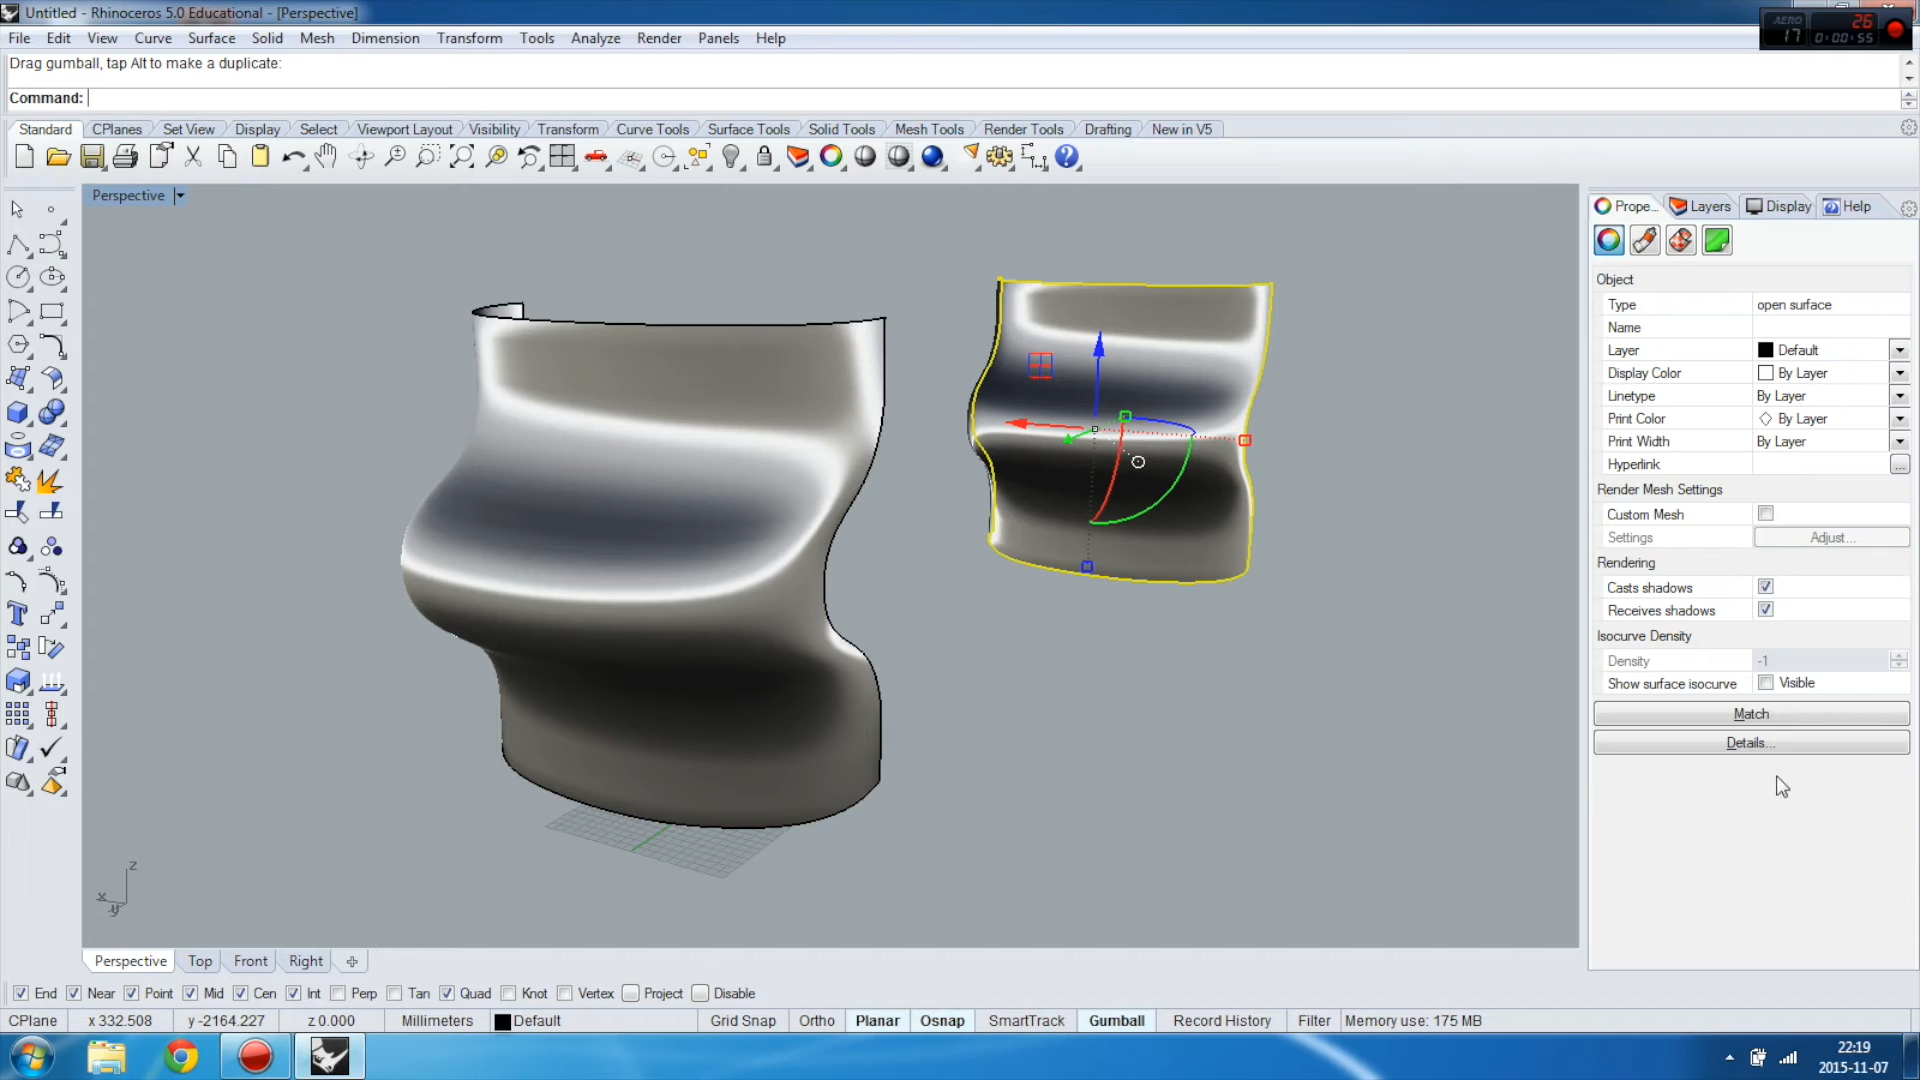 Untitled - Rhinoceros 5.0 Educational - [Perspective]
AERO 17 26 0:00:55
File Edit View Curve Surface Solid Mesh Dimension Transform Tools Analyze Render Panels Help
Drag gumball, tap Alt to make a duplicate:
Command:
Standard CPlanes Set View Display Select Viewport Layout Visibility Transform Curve Tools Surface Tools Solid Tools Mesh Tools Render Tools Drafting New in V5
Perspective
Prope... Layers Display Help
Object
Type open surface
Name
Layer Default
Display Color By Layer
Linetype By Layer
Print Color By Layer
Print Width By Layer
Hyperlink ...
Render Mesh Settings
Custom Mesh
Settings Adjust...
Rendering
Casts shadows
Receives shadows
Isocurve Density
Density -1
Show surface isocurve Visible
Match
Details...
z
x
y
Perspective Top Front Right
End Near Point Mid Cen Int Perp Tan Quad Knot Vertex Project Disable
CPlane x 332.508 y -2164.227 z 0.000 Millimeters Default Grid Snap Ortho Planar Osnap SmartTrack Gumball Record History Filter Memory use: 175 MB
22:19
2015-11-07